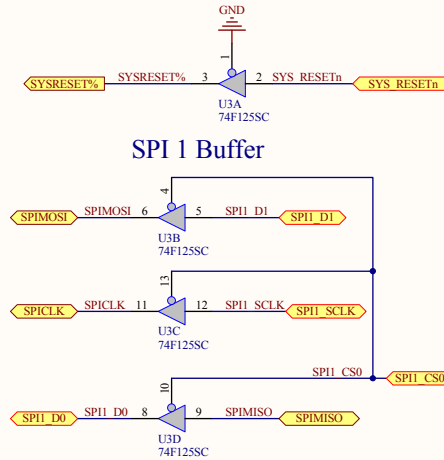 GND
1
SYSRESET% SYSRESET% 3 2 SYS_RESETn SYS_RESETn
U3A
74F125SC
SPI 1 Buffer
4
SPIMOSI SPIMOSI 6 5 SPI1_D1 SPI1_D1
U3B
74F125SC
13
SPICLK SPICLK 11 12 SPI1_SCLK SPI1_SCLK
U3C
74F125SC
SPI1_CS0 SPI1_CS0
10
SPI1_D0 SPI1_D0 8 9 SPIMISO SPIMISO
U3D
74F125SC